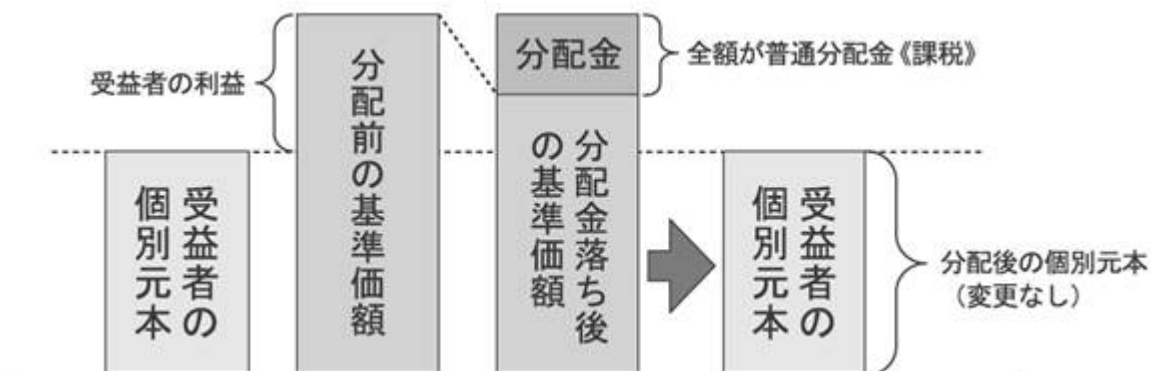 受益者の利益
受益者の
個別元本
分配前の基準価額
分配金
全額が普通分配金《課税》
分配金落ち後
の基準価額
受益者の
個別元本
分配後の個別元本
（変更なし）